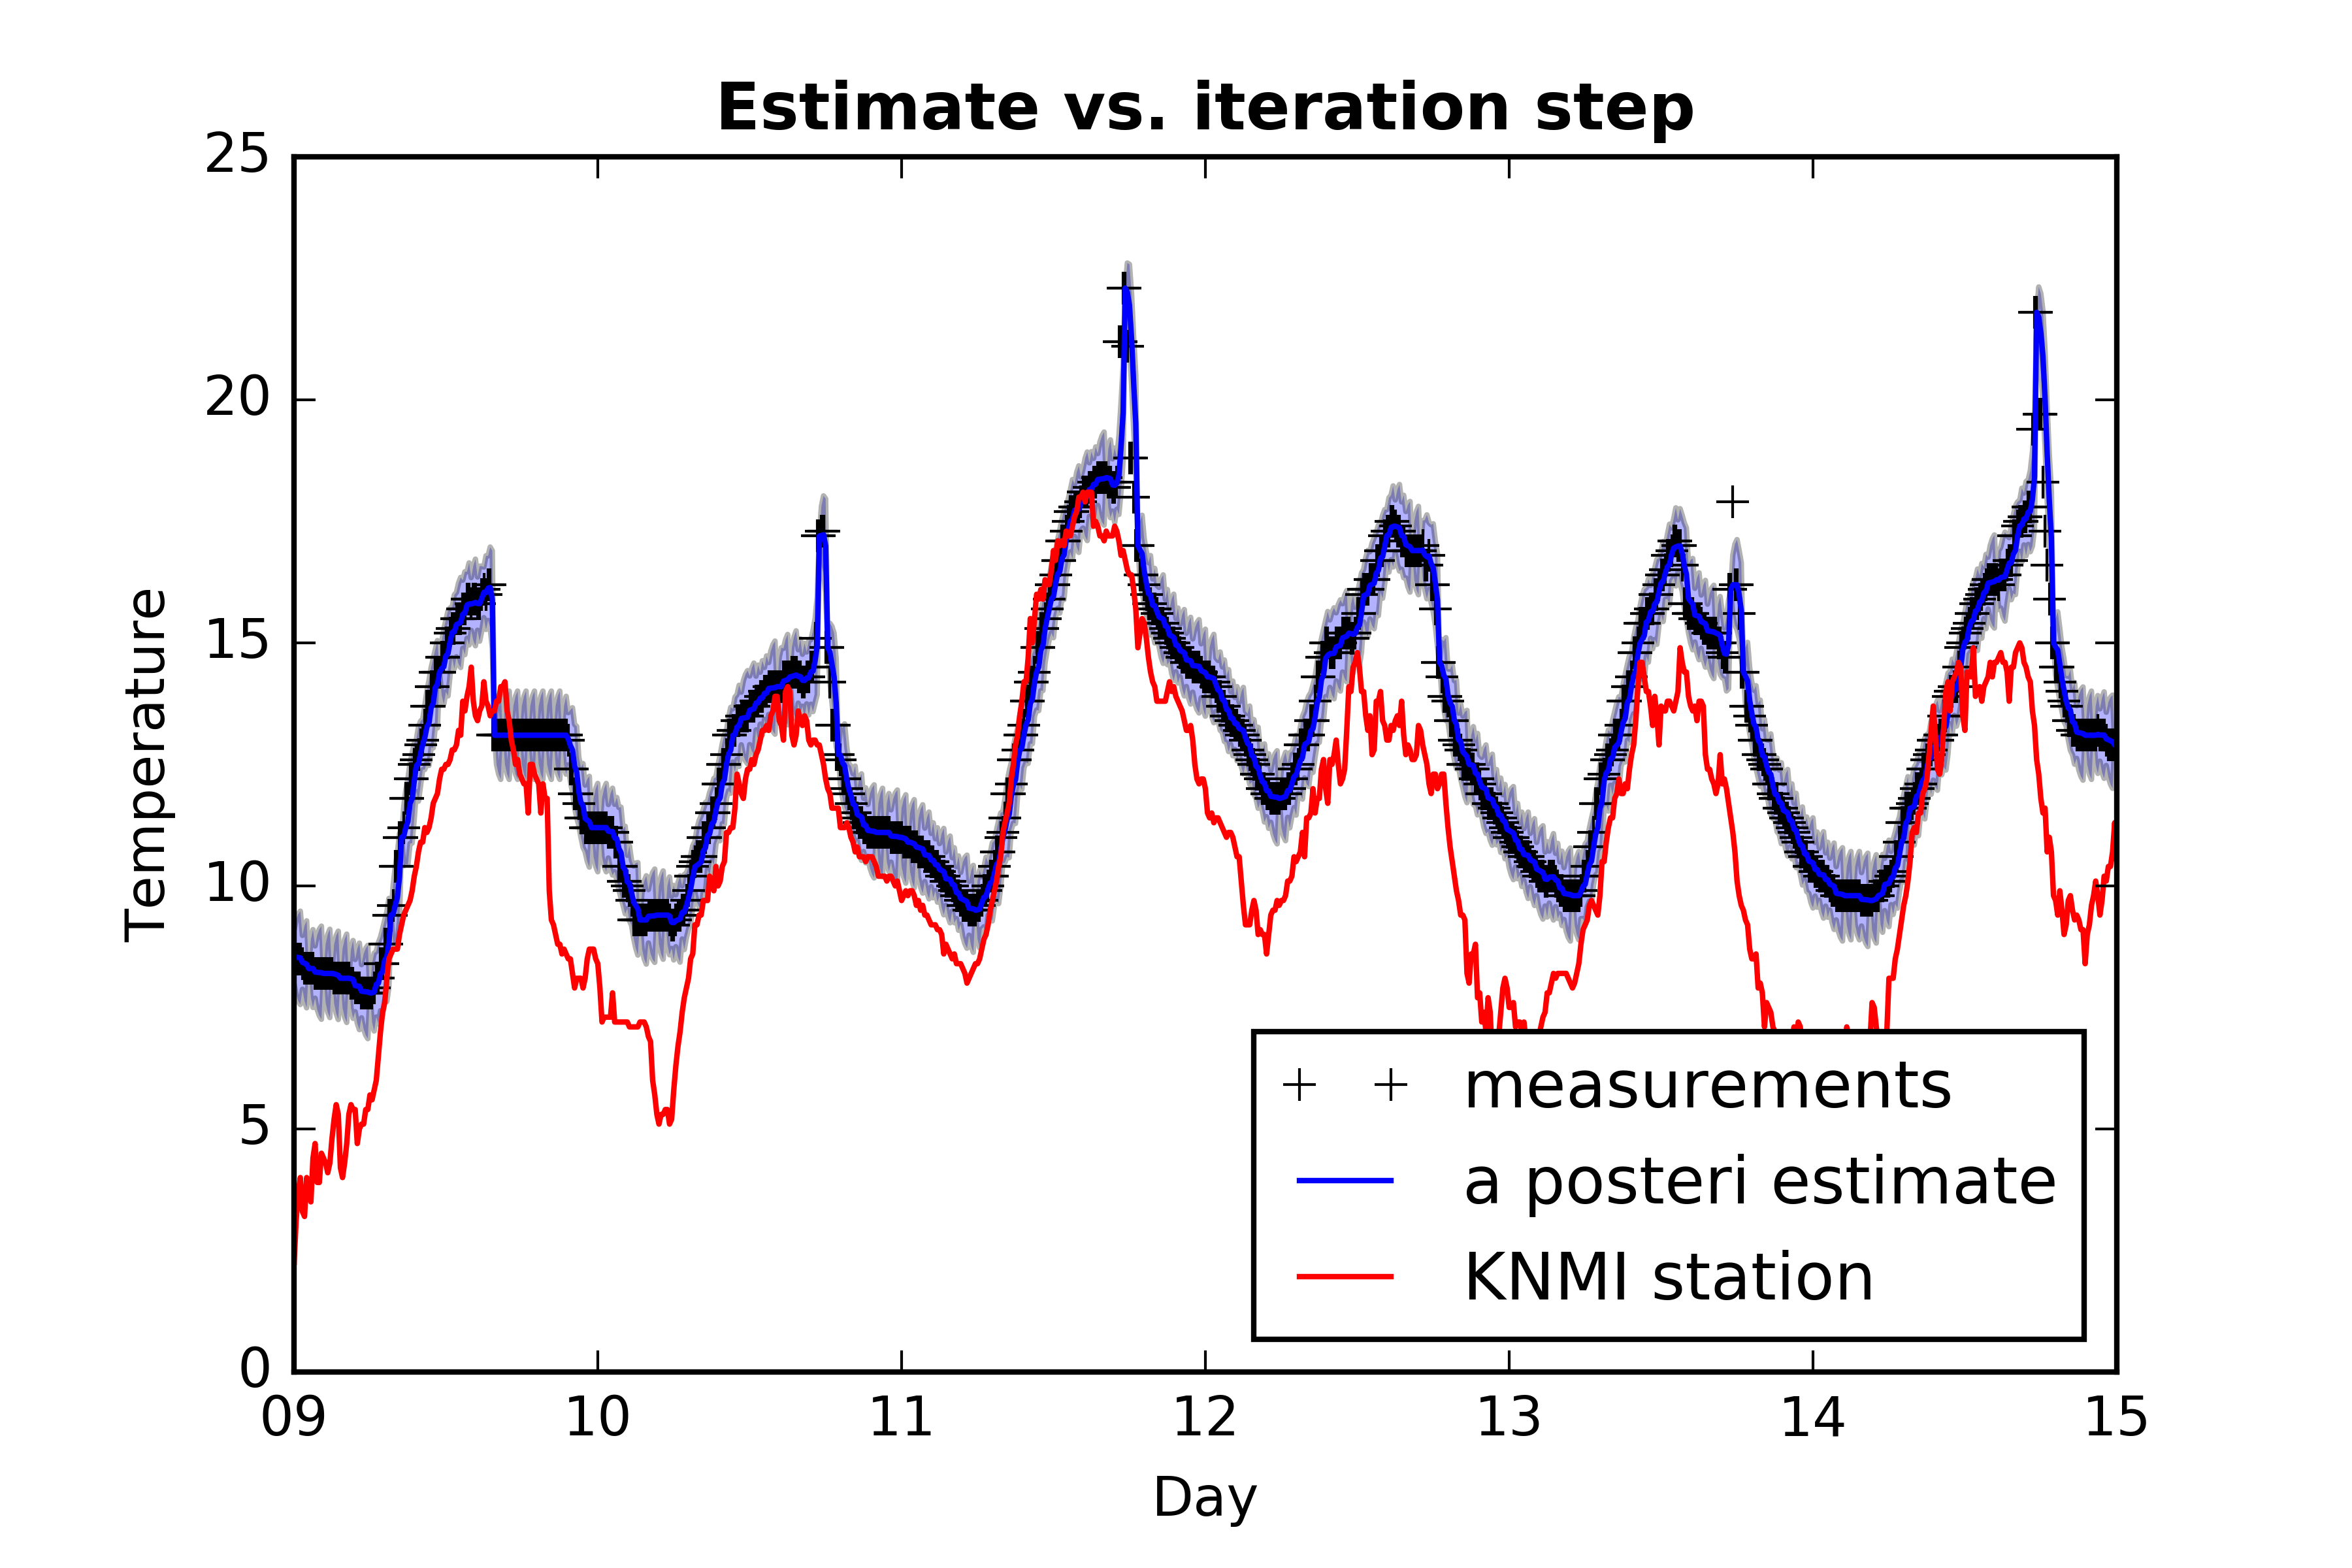 Estimate vs. iteration step
25
20
15
10
5
0
Temperature
09 10 11 12 13 14 15
Day
measurements
a posteri estimate
KNMI station